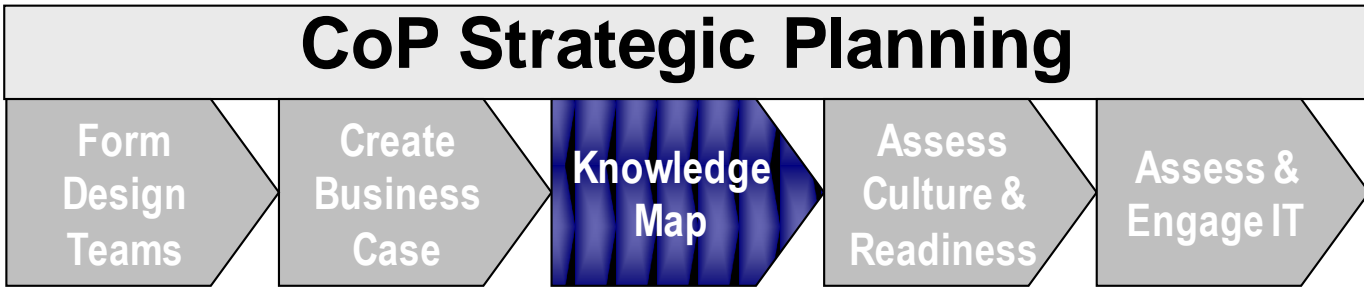 CoP Strategic Planning
Form
Design
Teams
Create
Business
Case
Knowledge
Map
Assess
Culture &
Readiness
Assess &
Engage IT